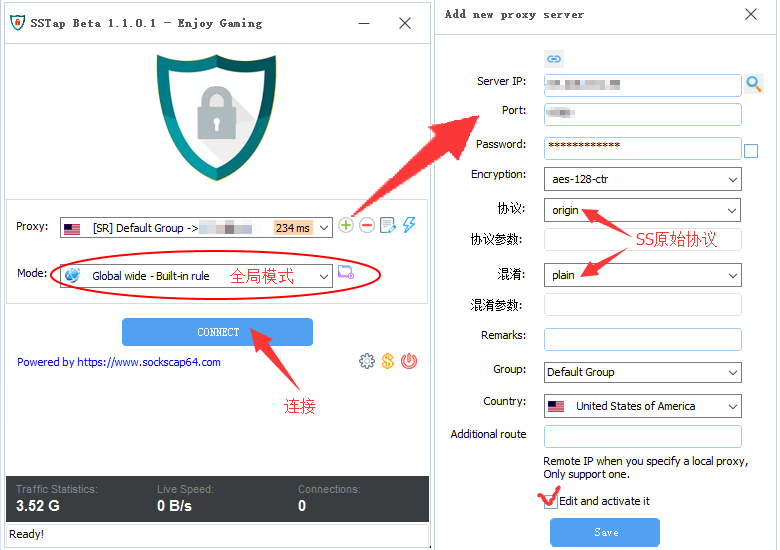 SSTap Beta 1.1.0.1 - Enjoy Gaming
Proxy: [SR] Default Group -> 234 ms
Mode: Global wide - Built-in rule 全局模式
CONNECT
Powered by https://www.sockscap64.com
连接
Traffic Statistics: Live Speed: Connections:
3.52 G 0 B/s 0
Ready!
Add new proxy server
Server IP:
Port:
Password: ************
Encryption: aes-128-ctr
协议: origin
协议参数: SS原始协议
混淆: plain
混淆参数:
Remarks:
Group: Default Group
Country: United States of America
Additional route
Remote IP when you specify a local proxy,
Only support one.
Edit and activate it
Save